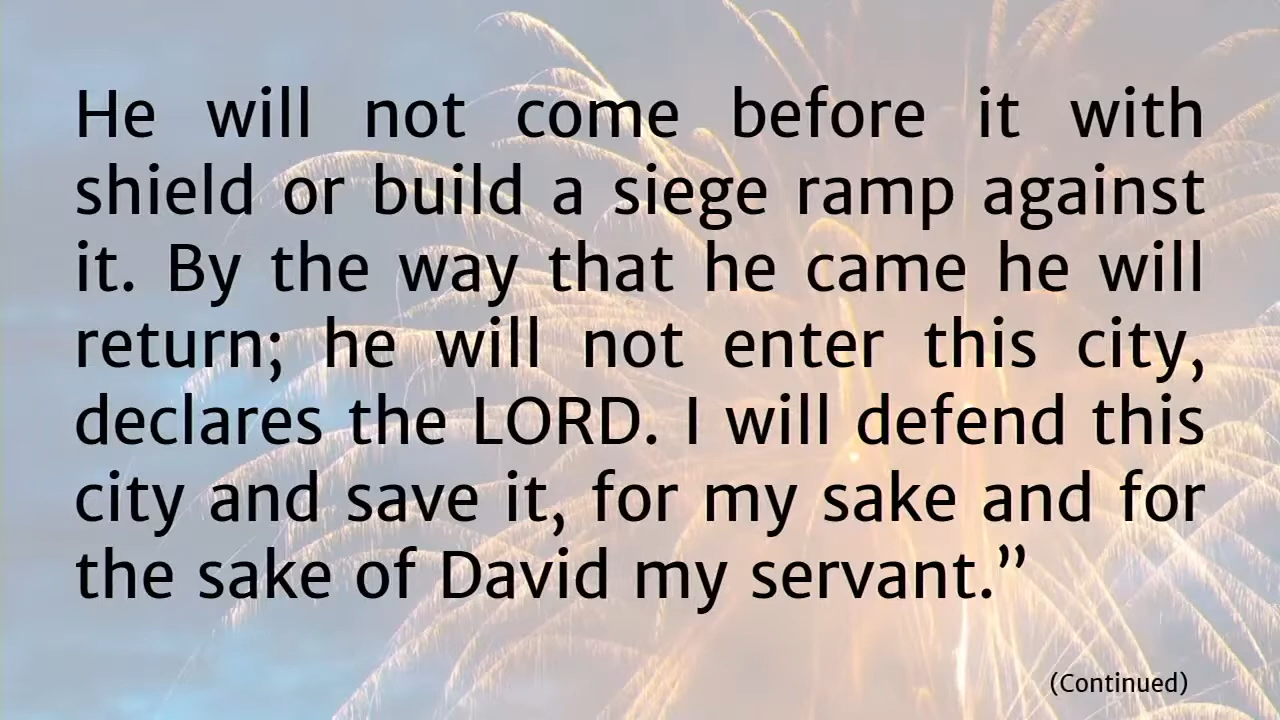 He will not come before it with
shield or build a siege ramp against
it. By the way that he came he will
return; he will not enter this city,
declares the LORD. I will defend this
city and save it, for my sake and for
the sake of David my servant.”
(Continued)